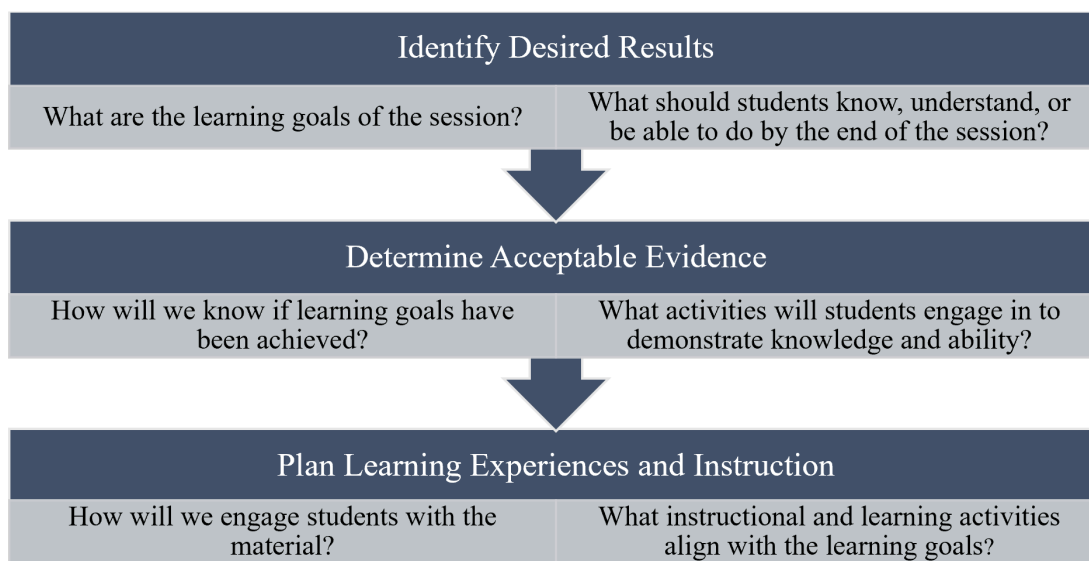 Identify Desired Results
What are the learning goals of the session?
What should students know, understand, or
be able to do by the end of the session?
Determine Acceptable Evidence
How will we know if learning goals have
been achieved?
What activities will students engage in to
demonstrate knowledge and ability?
Plan Learning Experiences and Instruction
How will we engage students with the
material?
What instructional and learning activities
align with the learning goals?